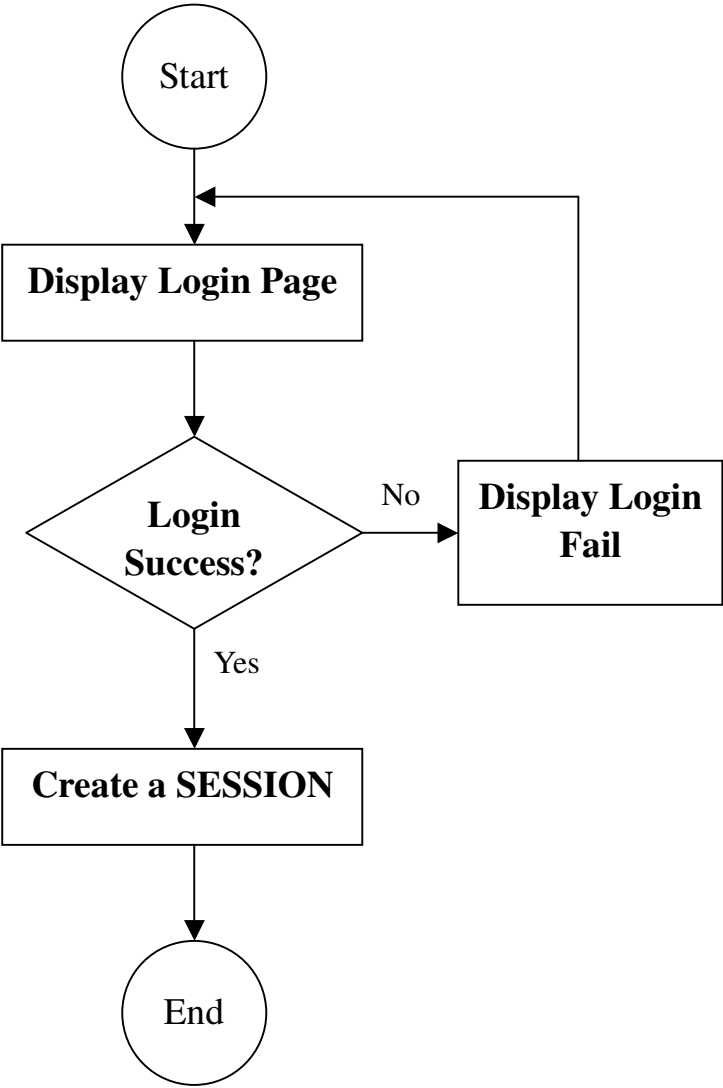 Start
Display Login Page
Login
Success?
No
Display Login
Fail
Yes
Create a SESSION
End